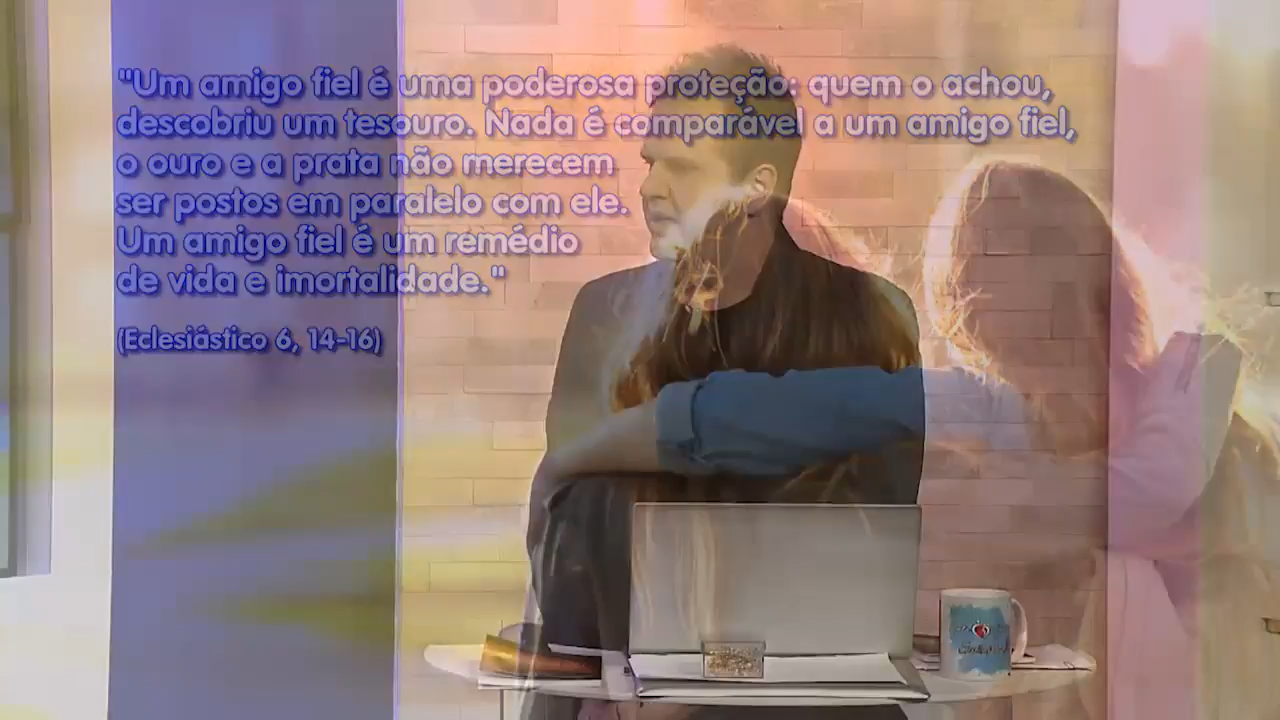 "Um amigo fiel é uma poderosa proteção: quem o achou,
descobriu um tesouro. Nada é comparável a um amigo fiel,
o ouro e a prata não merecem
ser postos em paralelo com ele.
Um amigo fiel é um remédio
de vida e imortalidade."
(Eclesiástico 6, 14-16)